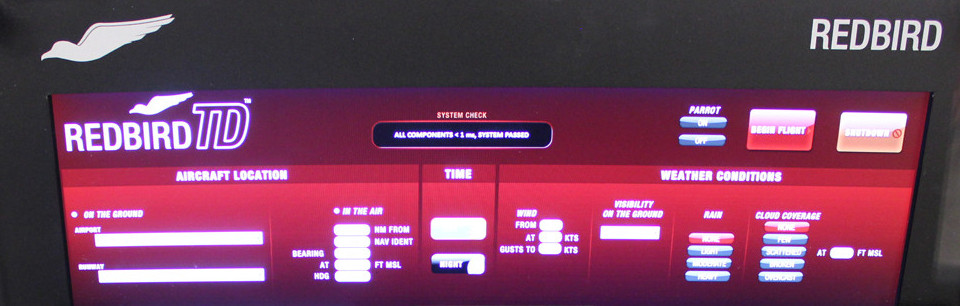 REDBIRD
REDBIRD TD™
SYSTEM CHECK
ALL COMPONENTS < 1 ms, SYSTEM PASSED
PARROT
ON
OFF
BEGIN FLIGHT
SHUTDOWN
AIRCRAFT LOCATION
TIME
WEATHER CONDITIONS
ON THE GROUND
AIRPORT
RUNWAY
IN THE AIR
NM FROM
NAV IDENT
BEARING
AT FT MSL
HDG
NIGHT
WIND
FROM
AT KTS
GUSTS TO KTS
VISIBILITY
ON THE GROUND
RAIN
NONE
LIGHT
MODERATE
HEAVY
CLOUD COVERAGE
NONE
FEW
SCATTERED
BROKEN
OVERCAST
AT FT MSL